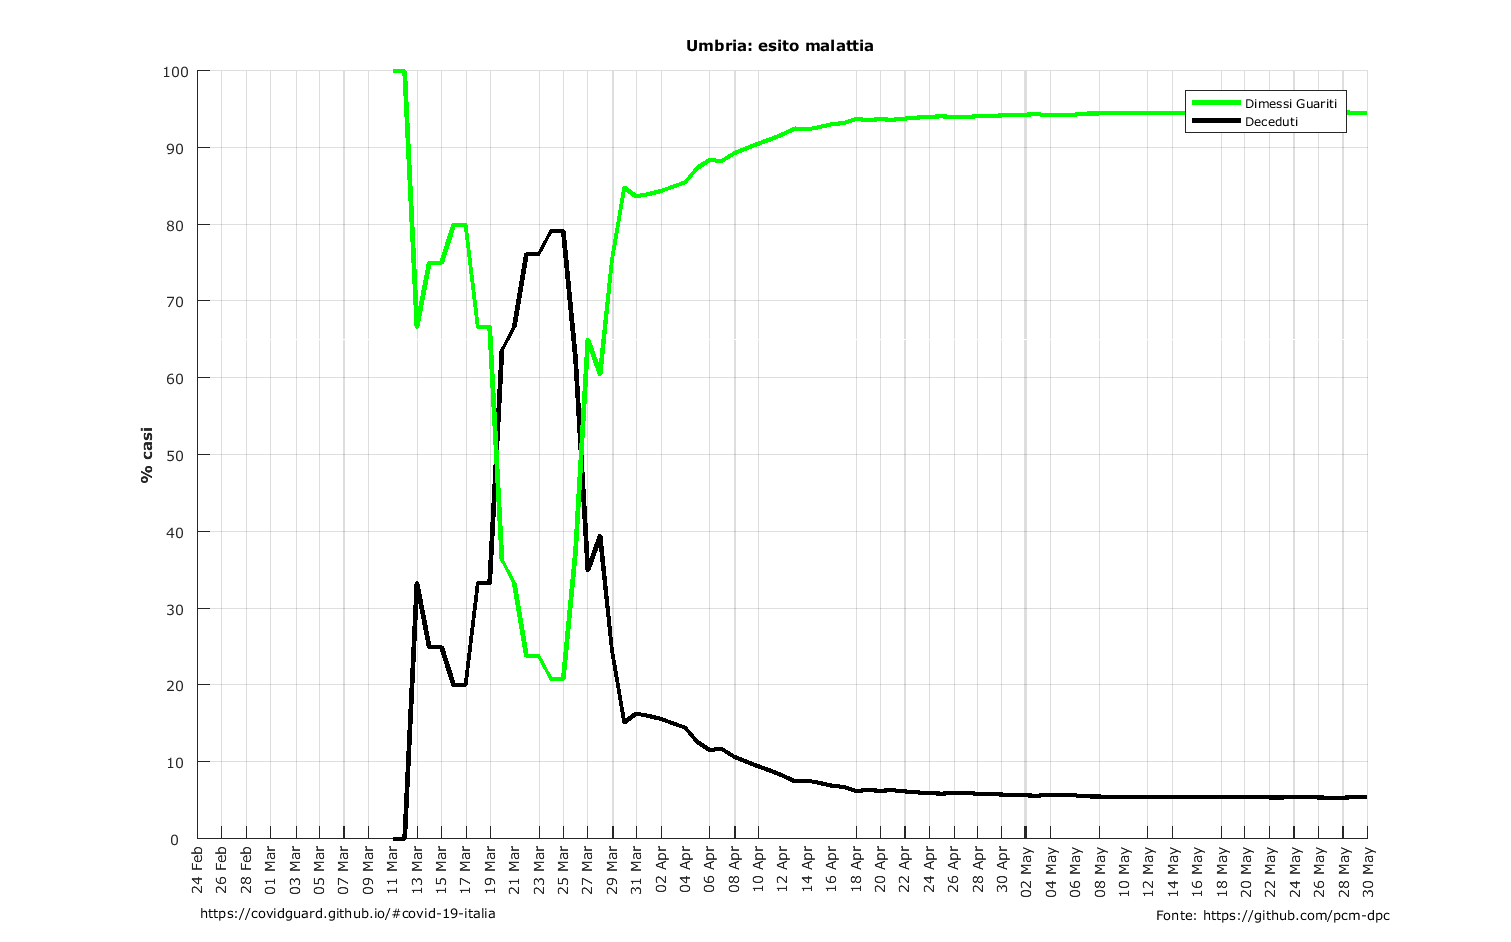 Umbria: esito malattia
% casi
100
90
80
70
60
50
40
30
20
10
0
Dimessi Guariti
Deceduti
24 Feb
26 Feb
28 Feb
01 Mar
03 Mar
05 Mar
07 Mar
09 Mar
11 Mar
13 Mar
15 Mar
17 Mar
19 Mar
21 Mar
23 Mar
25 Mar
27 Mar
29 Mar
31 Mar
02 Apr
04 Apr
06 Apr
08 Apr
10 Apr
12 Apr
14 Apr
16 Apr
18 Apr
20 Apr
22 Apr
24 Apr
26 Apr
28 Apr
30 Apr
02 May
04 May
06 May
08 May
10 May
12 May
14 May
16 May
18 May
20 May
22 May
24 May
26 May
28 May
30 May
https://covidguard.github.io/#covid-19-italia
Fonte: https://github.com/pcm-dpc